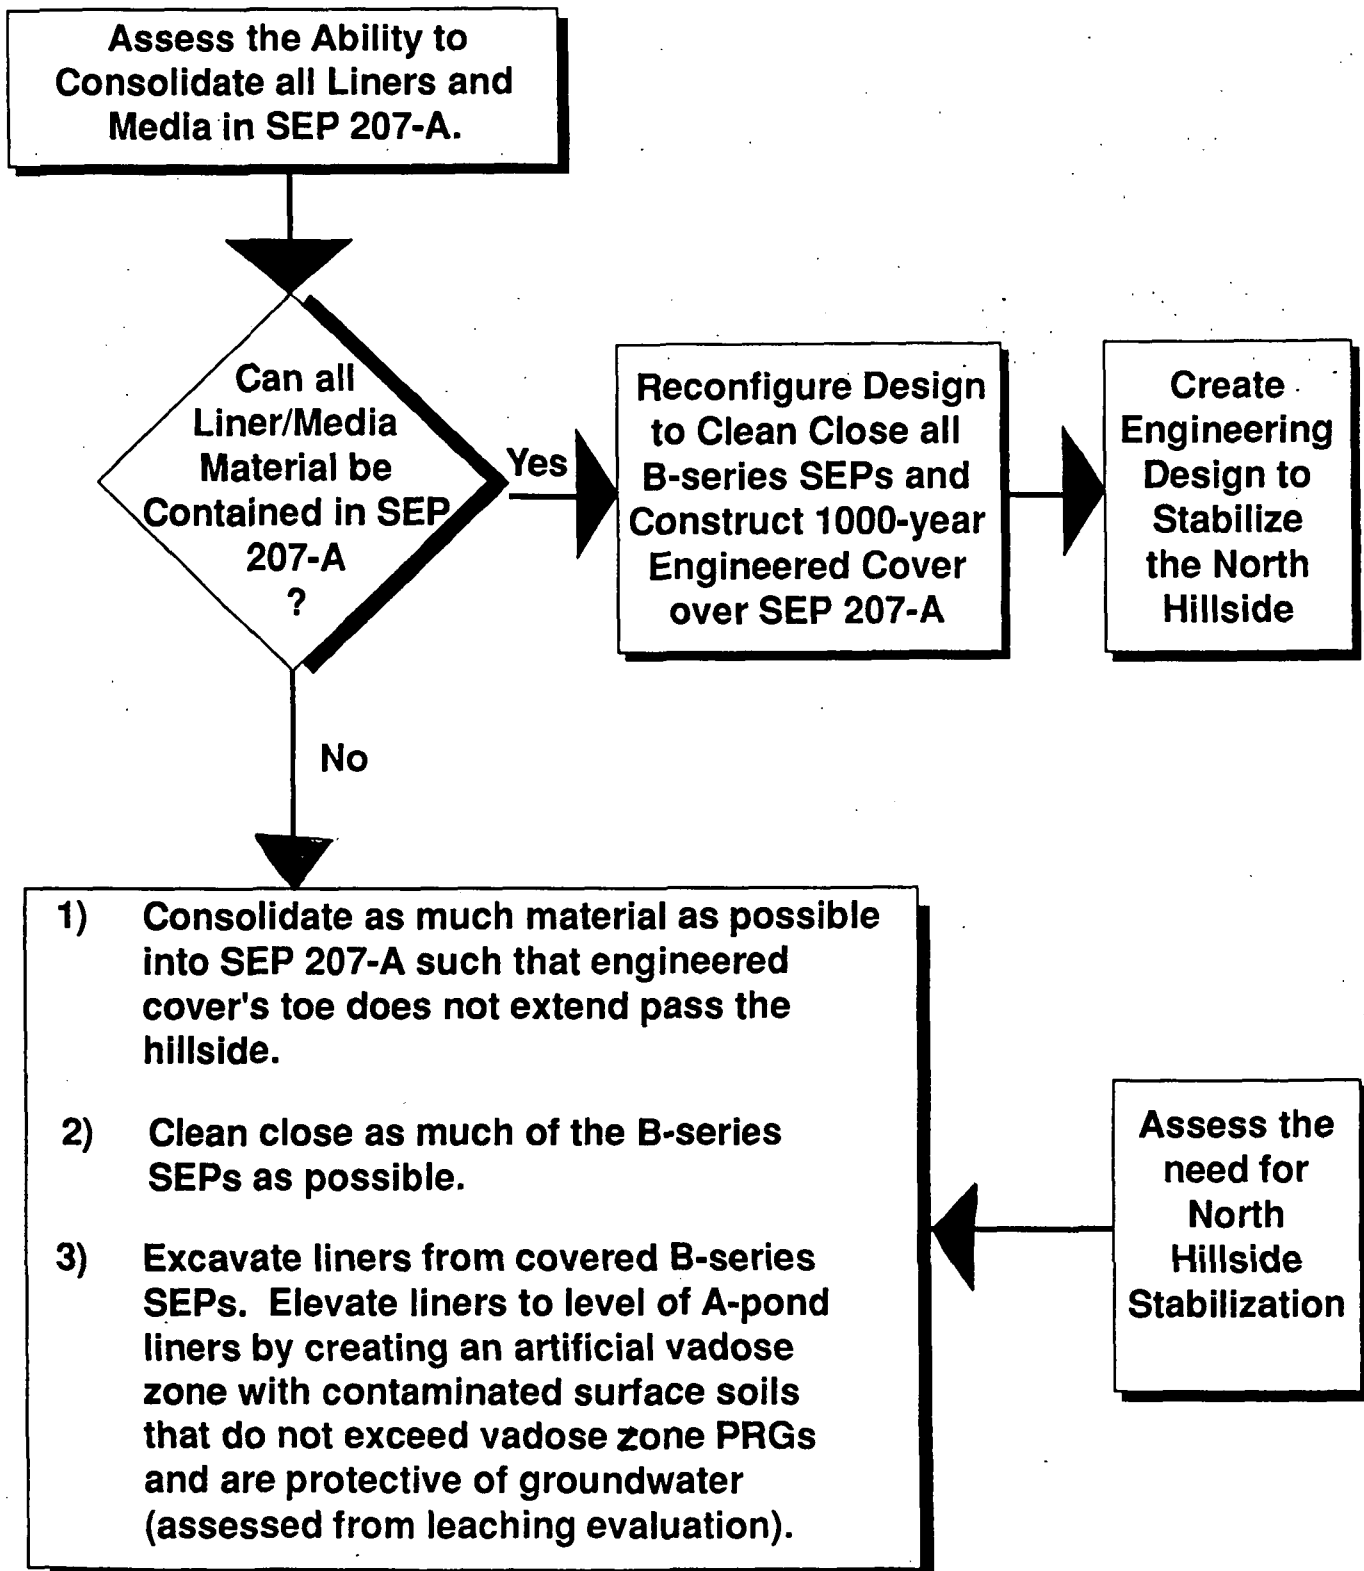 Assess the Ability to
Consolidate all Liners and
Media in SEP 207-A.
Can all
Liner/Media
Material be
Contained in SEP
207-A
?
Yes
Reconfigure Design
to Clean Close all
B-series SEPs and
Construct 1000-year
Engineered Cover
over SEP 207-A
Create
Engineering
Design to
Stabilize
the North
Hillside
No
1) Consolidate as much material as possible
into SEP 207-A such that engineered
cover's toe does not extend pass the
hillside.
2) Clean close as much of the B-series
SEPs as possible.
3) Excavate liners from covered B-series
SEPs. Elevate liners to level of A-pond
liners by creating an artificial vadose
zone with contaminated surface soils
that do not exceed vadose zone PRGs
and are protective of groundwater
(assessed from leaching evaluation).
Assess the
need for
North
Hillside
Stabilization